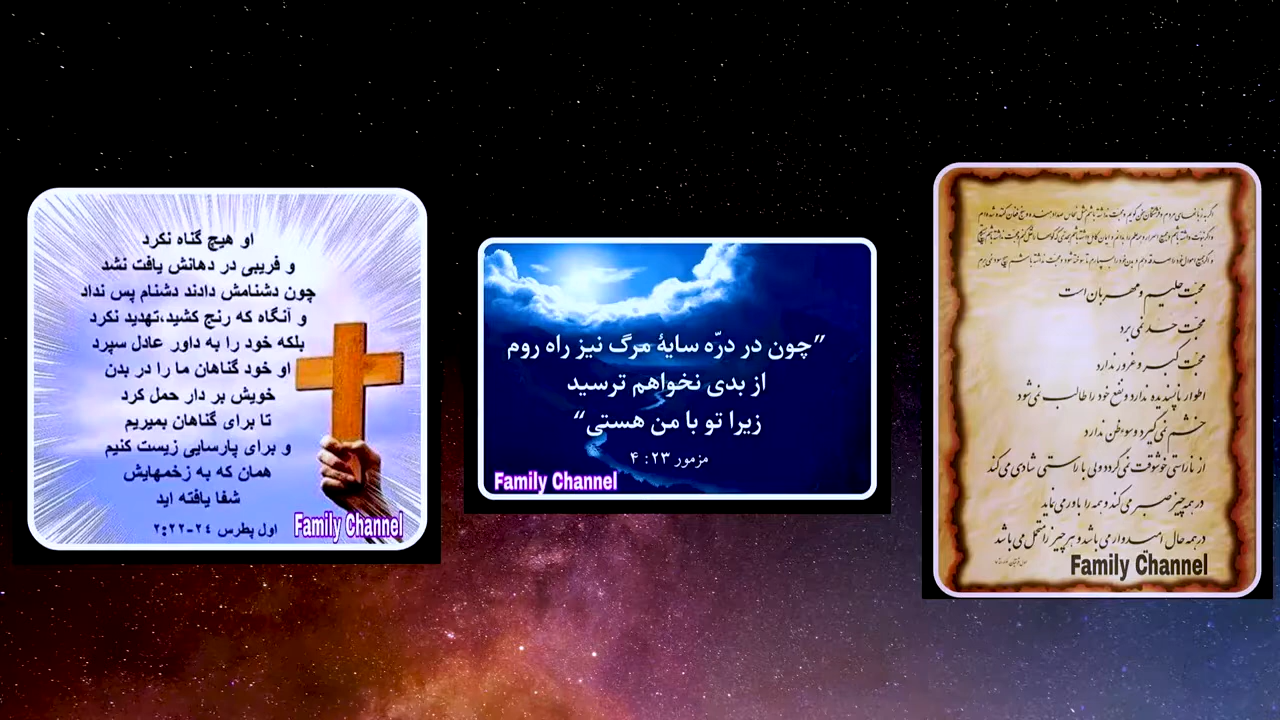 او هیچ گناه نکرد
و فریبی در دهانش یافت نشد
چون دشنامش دادند دشنام پس نداد
و آنگاه که رنج کشید،تهدید نکرد
بلکه خود را به داور عادل سپرد
او خود گناهان ما را در بدن
خویش بر دار حمل کرد
تا برای گناهان بمیریم
و برای پارسایی زیست کنیم
همان که به زخمهایش
شفا یافته اید
اول پطرس ۲۴-۲:۲۲
Family Channel
”چون در درّه سایهٔ مرگ نیز راه روم
از بدی نخواهم ترسید
زیرا تو با من هستی“
مزمور ۲۳: ۴
Family Channel
محبت حلیم و مهربان است
محبت حسد نمی برد
محبت کبر و غرور ندارد
اطوار ناپسندیده ندارد و نفع خود را طالب نمی شود
خشم نمی گیرد و سوءظن ندارد
از ناراستی خوشوقت نمی گردد ولی با راستی شادی می کند
در همه چیز صبر می کند و همه را باور می نماید
در همه حال امیدوار می باشد و هر چیز را متحمل می باشد
Family Channel